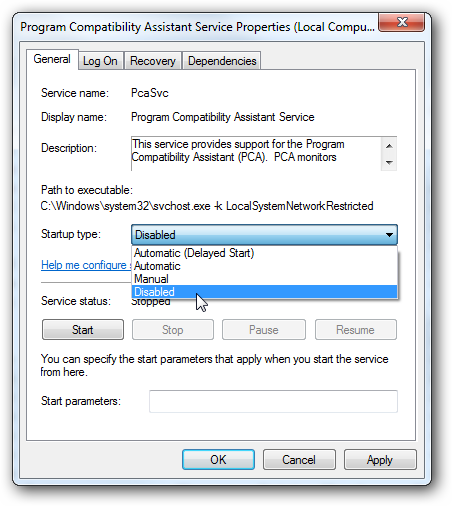 Program Compatibility Assistant Service Properties (Local Compu...
General
Log On
Recovery
Dependencies
Service name: PcaSvc
Display name: Program Compatibility Assistant Service
Description: This service provides support for the Program
Compatibility Assistant (PCA). PCA monitors
Path to executable:
C:\Windows\system32\svchost.exe -k LocalSystemNetworkRestricted
Startup type: Disabled
Automatic (Delayed Start)
Automatic
Help me configure
Manual
Disabled
Service status: Stopped
Start
Stop
Pause
Resume
You can specify the start parameters that apply when you start the service
from here.
Start parameters:
OK
Cancel
Apply